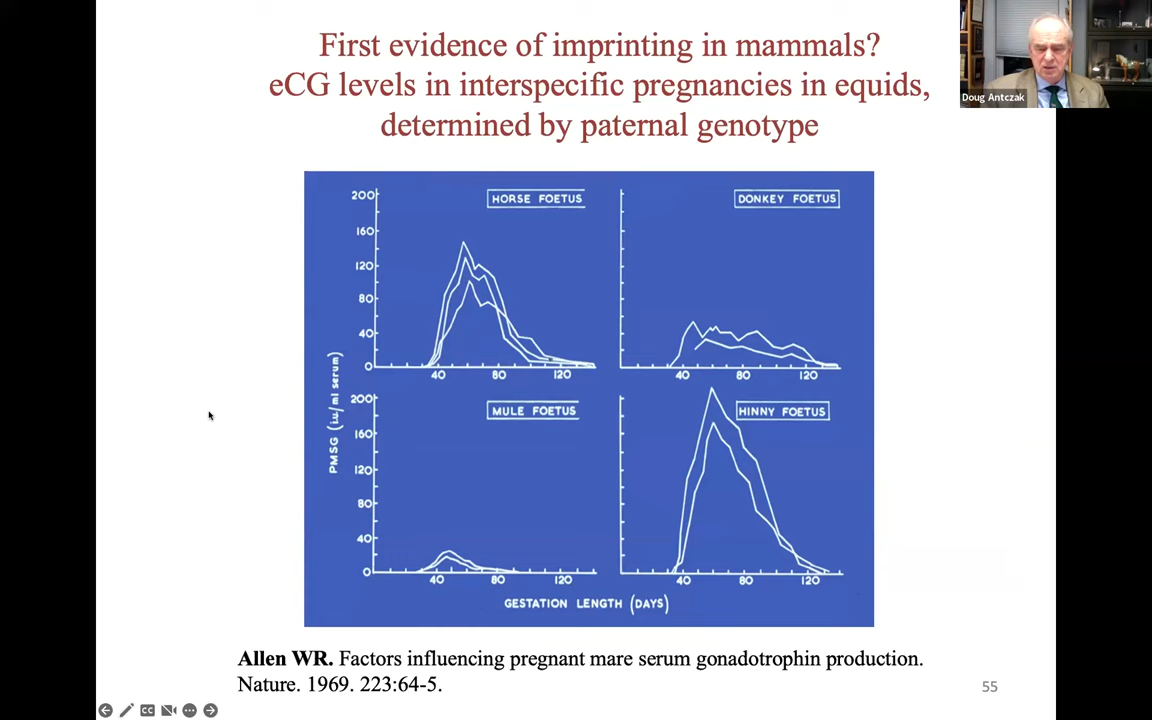 First evidence of imprinting in mammals?
eCG levels in interspecific pregnancies in equids,
determined by paternal genotype
Doug Antczak
HORSE FOETUS
200
160
120
80
40
0
40 80 120
DONKEY FOETUS
40 80 120
PMSG (i.u/ml serum)
MULE FOETUS
200
160
120
80
40
0
40 80 120
HINNY FOETUS
40 80 120
GESTATION LENGTH (DAYS)
Allen WR. Factors influencing pregnant mare serum gonadotrophin production.
Nature. 1969. 223:64-5.
55
CC